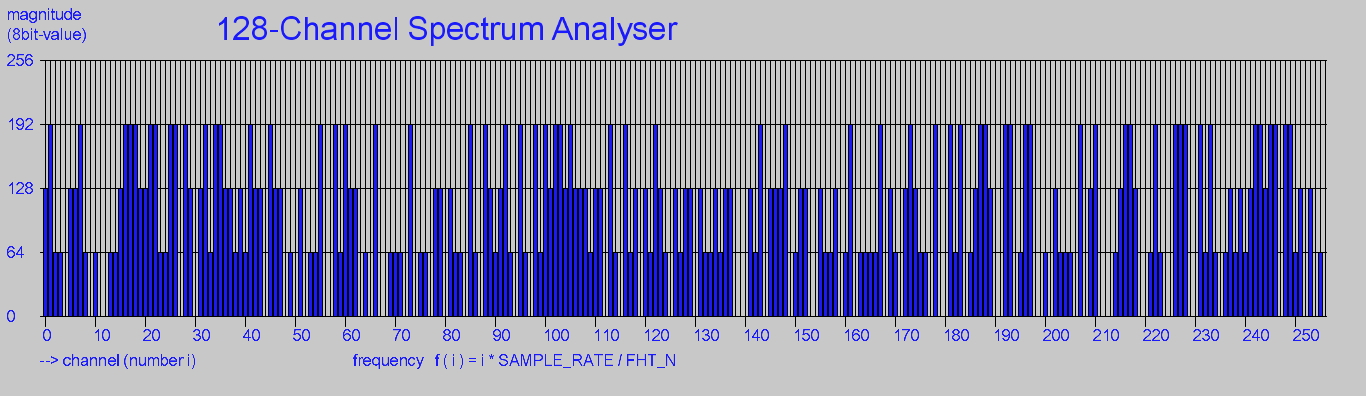 magnitude
(8bit-value)
128-Channel Spectrum Analyser
256
192
128
64
0
0 10 20 30 40 50 60 70 80 90 100 110 120 130 140 150 160 170 180 190 200 210 220 230 240 250
--> channel (number i)
frequency f ( i ) = i * SAMPLE_RATE / FHT_N